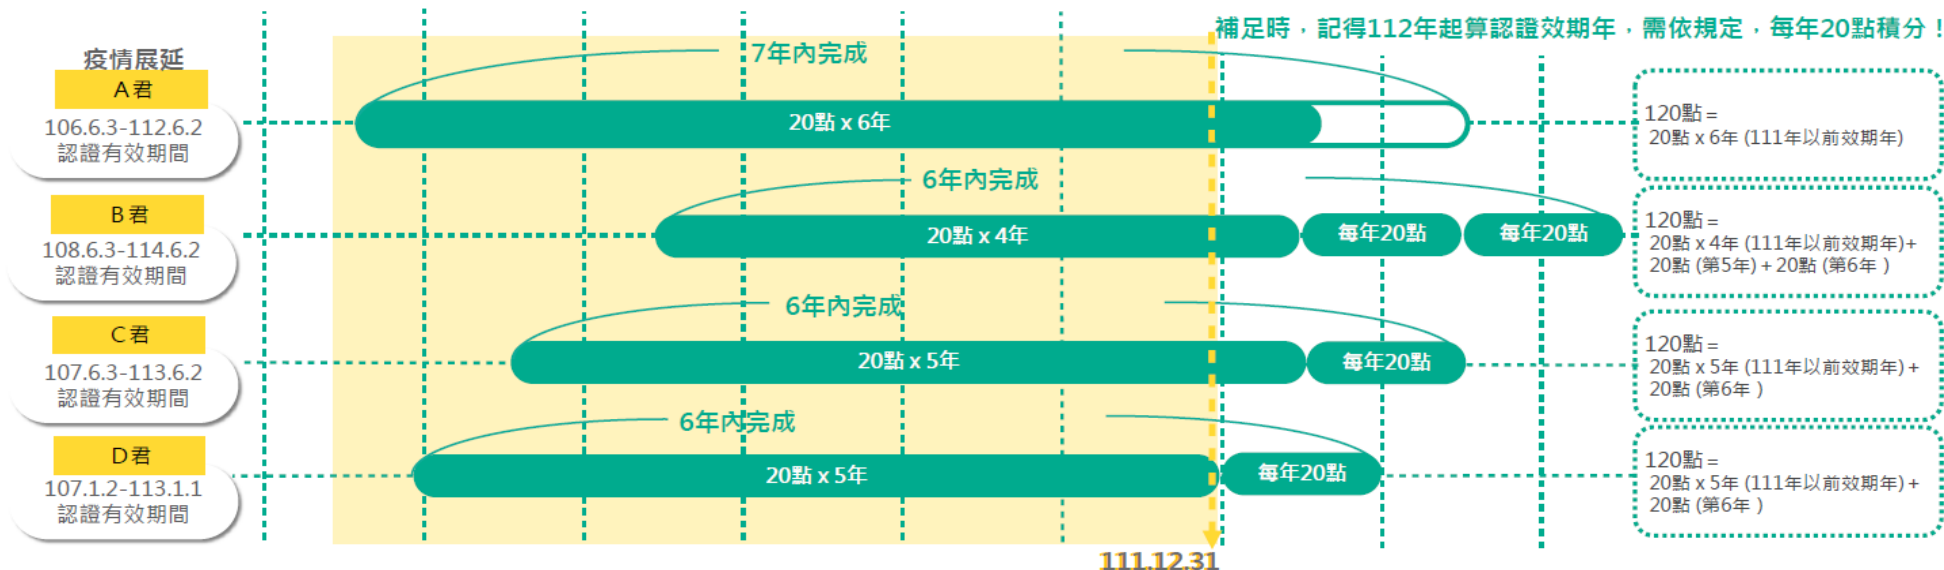 補足時，記得112年起算認證效期年，需依規定，每年20點積分！
疫情展延
A君
106.6.3-112.6.2
認證有效期間
7年內完成
20點 x 6年
120點 =
20點 x 6年 (111年以前效期年)
B君
108.6.3-114.6.2
認證有效期間
6年內完成
20點 x 4年
每年20點
每年20點
120點 =
20點 x 4年 (111年以前效期年)+
20點 (第5年) + 20點 (第6年 )
C君
107.6.3-113.6.2
認證有效期間
6年內完成
20點 x 5年
每年20點
120點 =
20點 x 5年 (111年以前效期年) +
20點 (第6年 )
D君
107.1.2-113.1.1
認證有效期間
6年內完成
20點 x 5年
每年20點
120點 =
20點 x 5年 (111年以前效期年) +
20點 (第6年 )
111.12.31